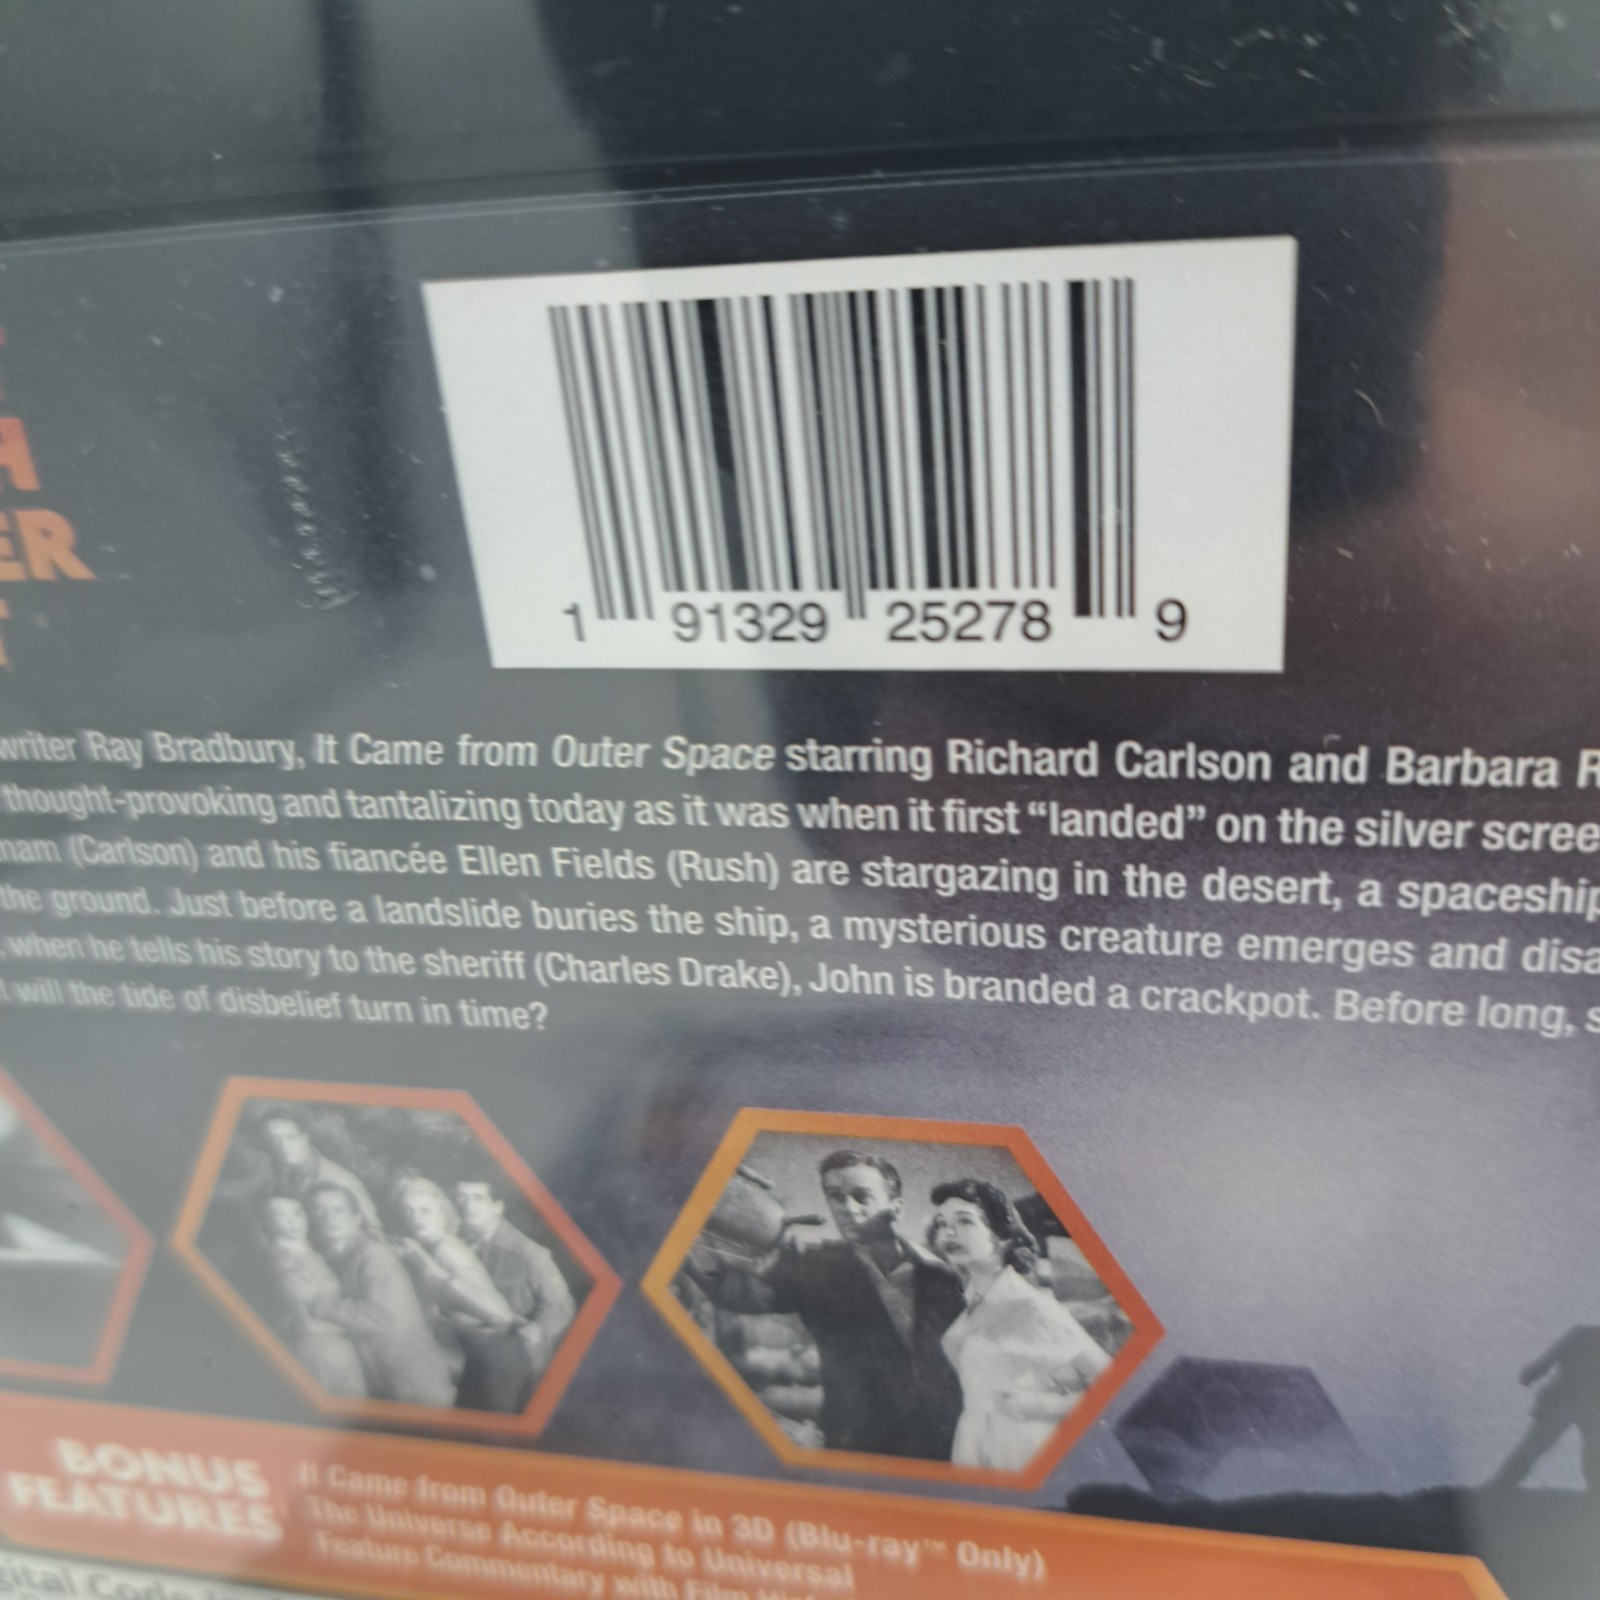 ER
1 91329 25278 9
writer Ray Bradbury, It Came from Outer Space starring Richard Carlson and Barbara R
thought-provoking and tantalizing today as it was when it first “landed” on the silver scree
nam (Carlson) and his fiancée Ellen Fields (Rush) are stargazing in the desert, a spaceship
the ground. Just before a landslide buries the ship, a mysterious creature emerges and disa
, when he tells his story to the sheriff (Charles Drake), John is branded a crackpot. Before long, s
t will the tide of disbelief turn in time?
BONUS
FEATURES
It Came from Outer Space in 3D (Blu-ray™ Only)
The Universe According to Universal
Feature Commentary with Film Hist
gital Code